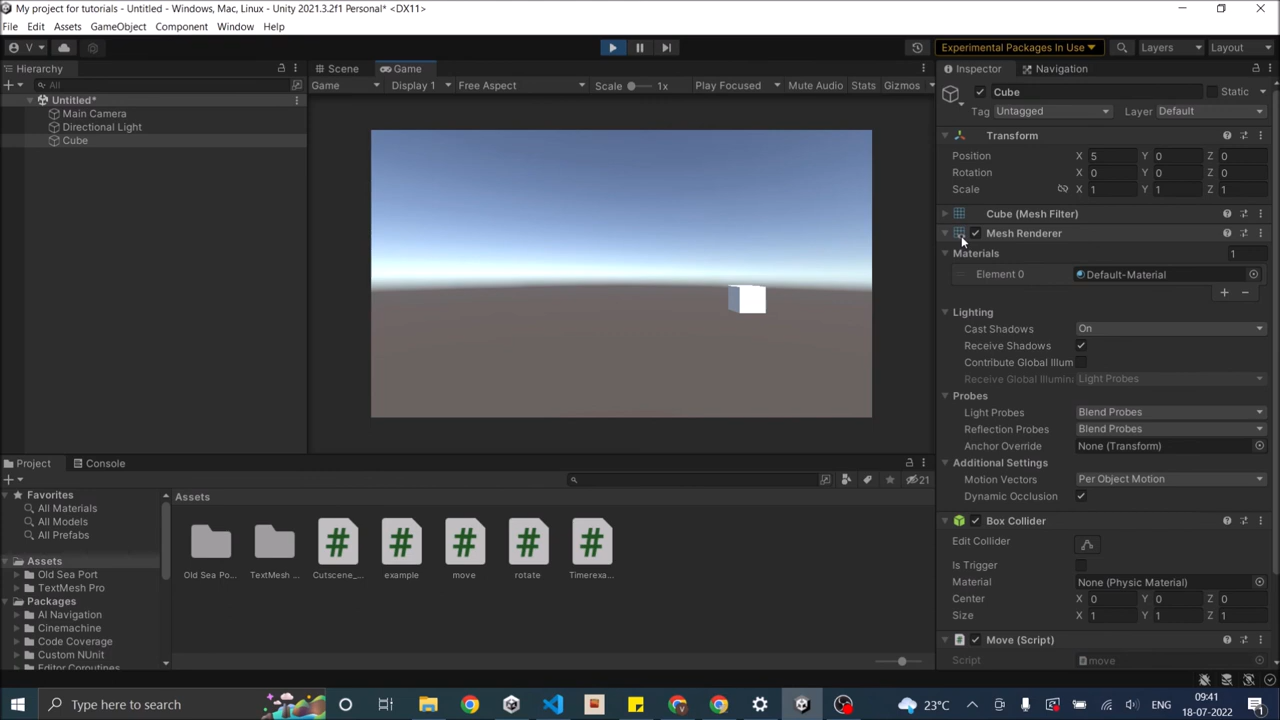 My project for tutorials - Untitled - Windows, Mac, Linux - Unity 2021.3.2f1 Personal* <DX11>
File Edit Assets GameObject Component Window Help
V Experimental Packages In Use Layers Layout
Hierarchy
All
Untitled*
Main Camera
Directional Light
Cube
Scene Game
Game Display 1 Free Aspect Scale 1x Play Focused Mute Audio Stats Gizmos
Inspector Navigation
Cube Static
Tag Untagged Layer Default
Transform
Position X 5 Y 0 Z 0
Rotation X 0 Y 0 Z 0
Scale X 1 Y 1 Z 1
Cube (Mesh Filter)
Mesh Renderer
Materials 1
Element 0 Default-Material
Lighting
Cast Shadows On
Receive Shadows
Contribute Global Illum
Receive Global Illumina Light Probes
Probes
Light Probes Blend Probes
Reflection Probes Blend Probes
Anchor Override None (Transform)
Additional Settings
Motion Vectors Per Object Motion
Dynamic Occlusion
Box Collider
Edit Collider
Is Trigger
Material None (Physic Material)
Center X 0 Y 0 Z 0
Size X 1 Y 1 Z 1
Move (Script)
Script move
Project Console
21
Favorites
All Materials
All Models
All Prefabs
Assets
Old Sea Port
TextMesh Pro
Packages
AI Navigation
Cinemachine
Code Coverage
Custom NUnit
Editor Coroutines
Assets
Old Sea Po... TextMesh ... Cutscene_... example move rotate Timerexa...
Type here to search
23°C
09:41
18-07-2022
1